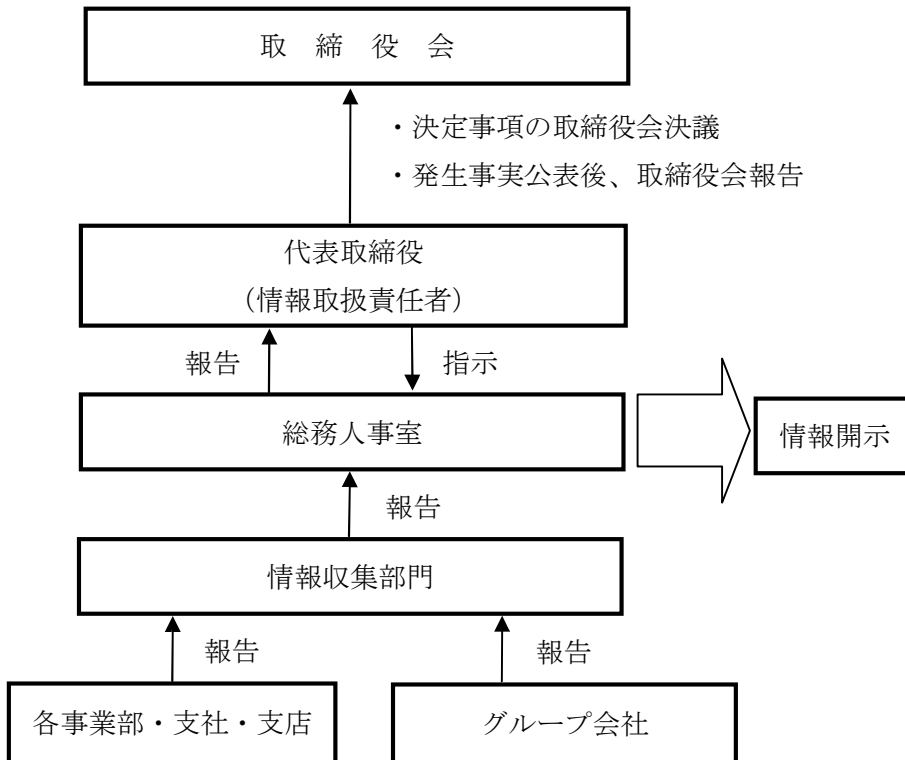 取 締 役 会
・決定事項の取締役会決議
・発生事実公表後、取締役会報告
代表取締役
（情報取扱責任者）
報告
指示
総務人事室
情報開示
報告
情報収集部門
報告
報告
各事業部・支社・支店
グループ会社